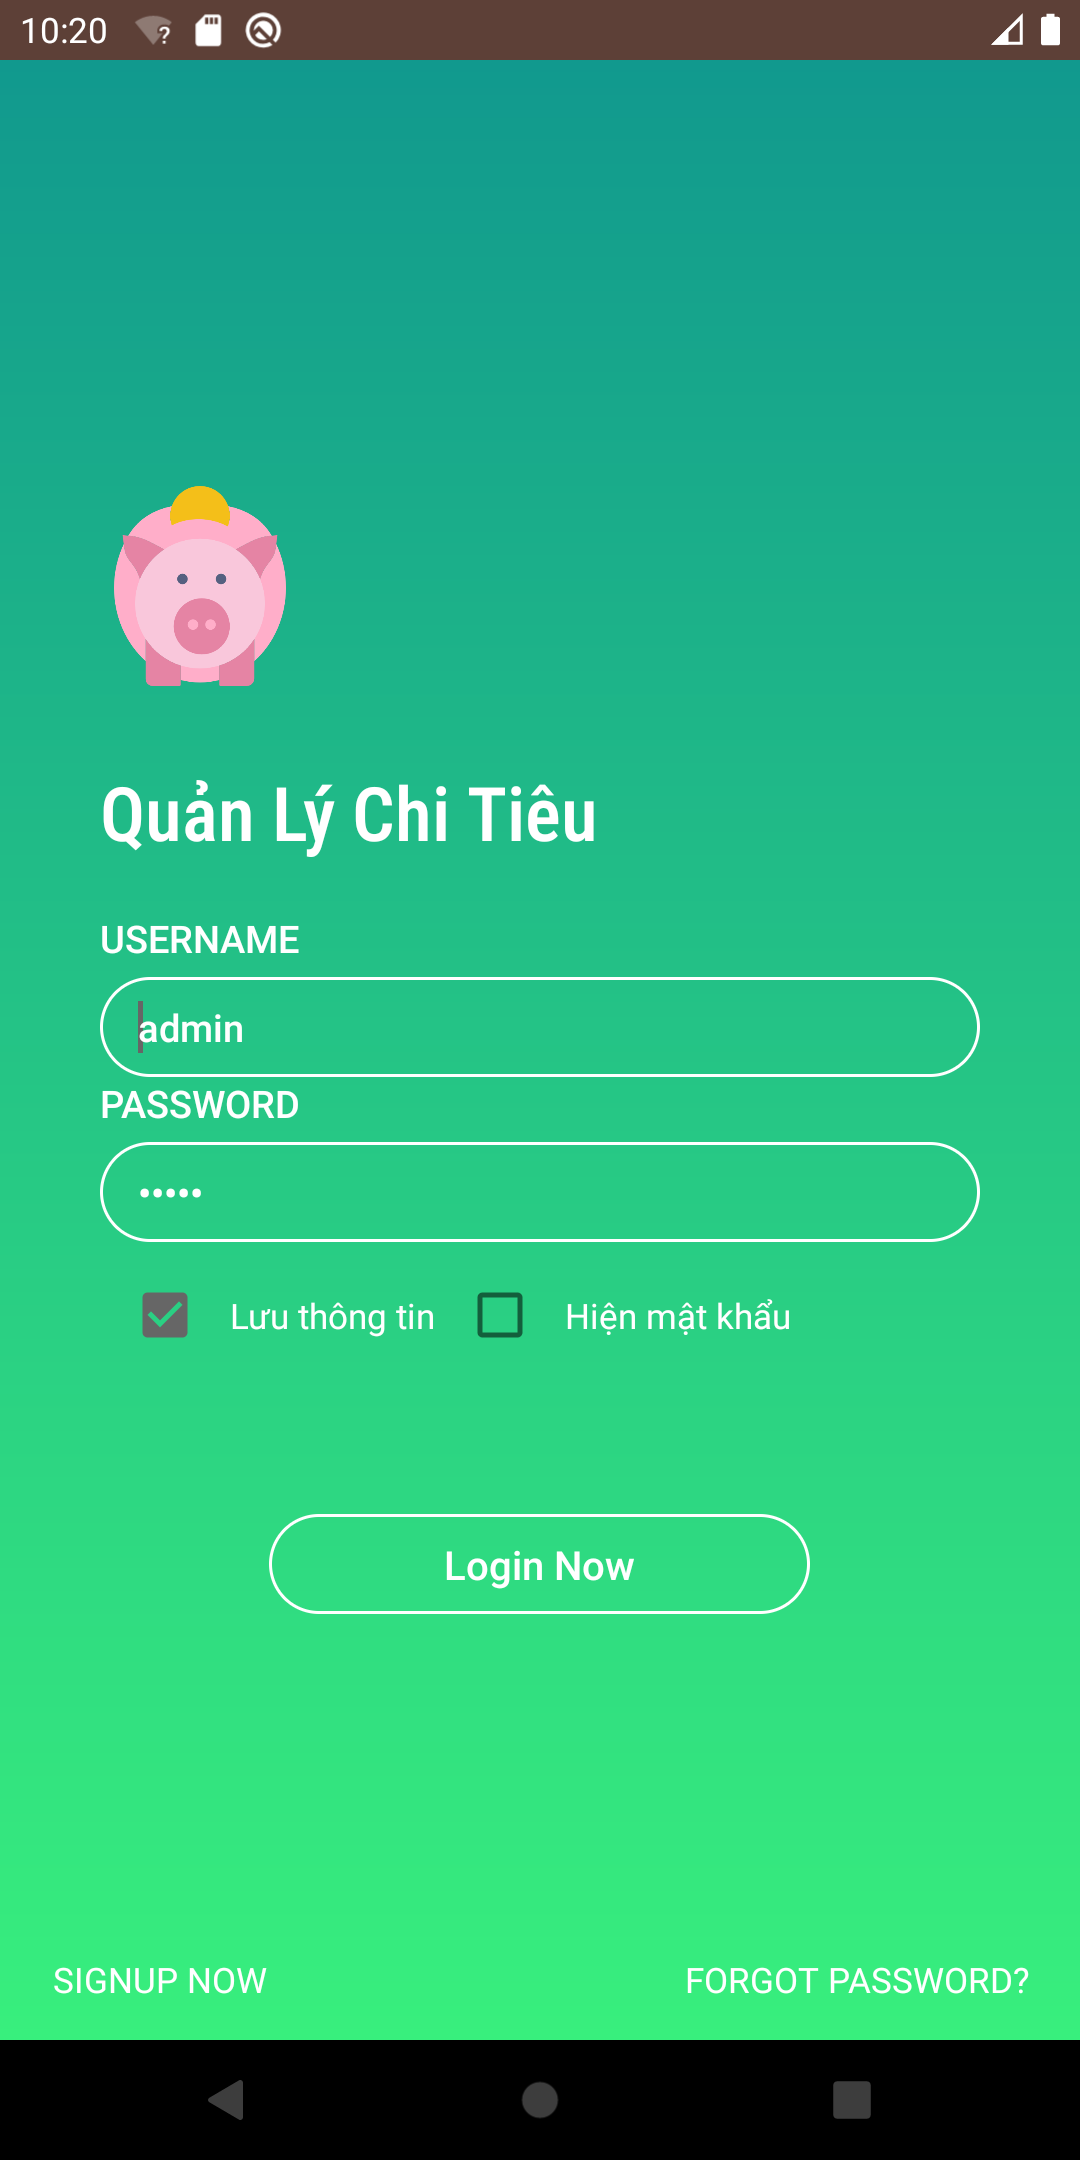 10:20
Quản Lý Chi Tiêu
USERNAME
admin
PASSWORD
•••••
Lưu thông tin Hiện mật khẩu
Login Now
SIGNUP NOW FORGOT PASSWORD?